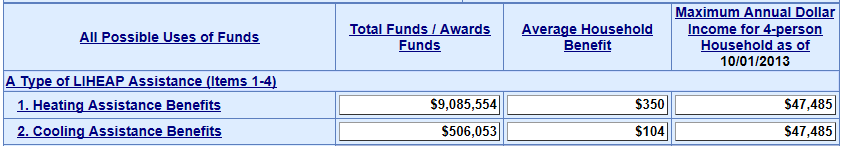 All Possible Uses of Funds
Total Funds / Awards
Funds
Average Household
Benefit
Maximum Annual Dollar
Income for 4-person
Household as of
10/01/2013
A Type of LIHEAP Assistance (Items 1-4)
1. Heating Assistance Benefits $9,085,554 $350 $47,485
2. Cooling Assistance Benefits $506,053 $104 $47,485